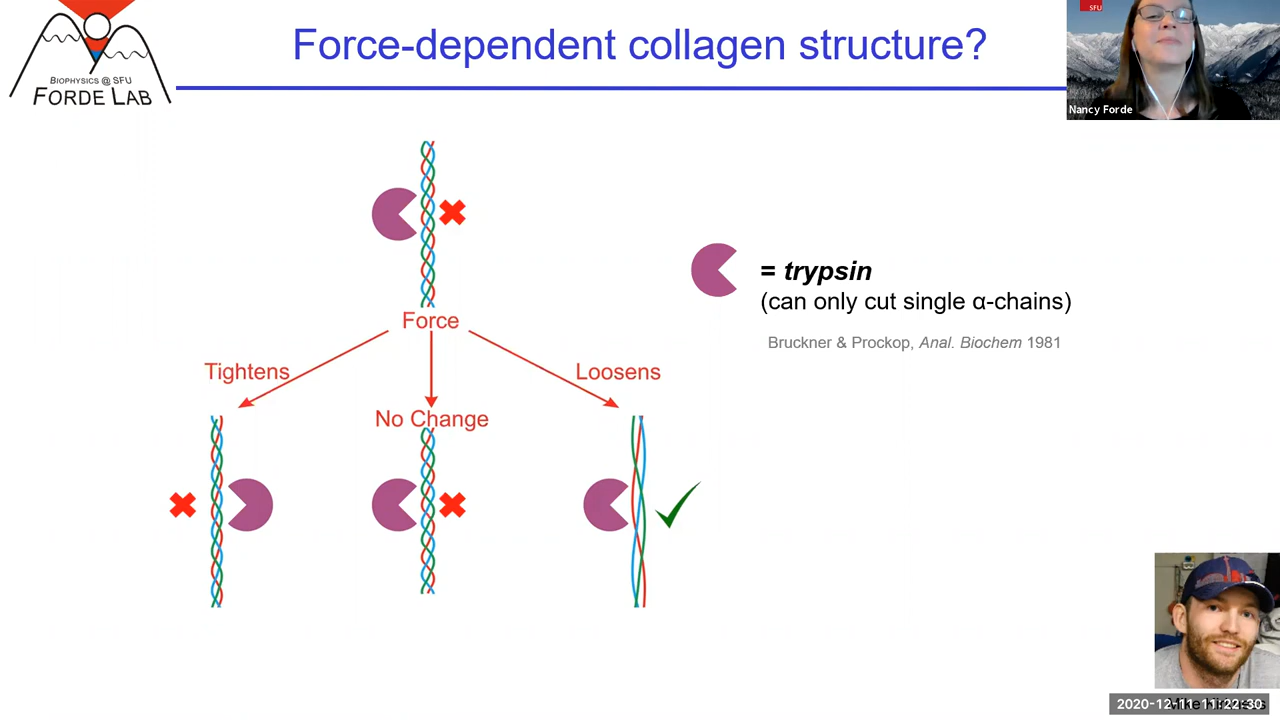 Force-dependent collagen structure?
BIOPHYSICS @ SFU
FORDE LAB
SFU
Nancy Forde
= trypsin
(can only cut single α-chains)
Bruckner & Prockop, Anal. Biochem 1981
Force
Tightens
Loosens
No Change
2020-12-11 11:22:30